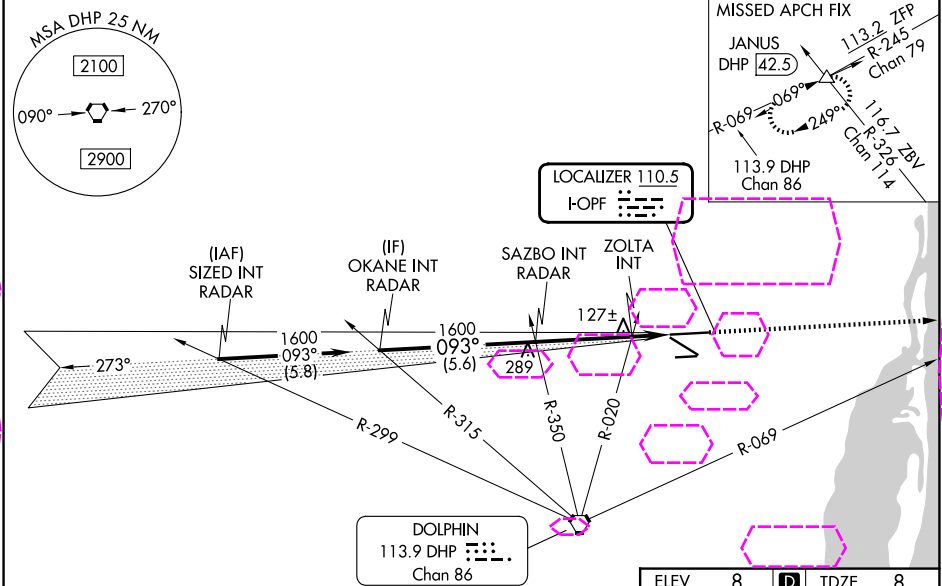 MSA DHP 25 NM
2100
090°
270°
2900
MISSED APCH FIX
JANUS
DHP 42.5
113.2 ZFP
R-245
Chan 79
R-069
069°
249°
116.7 ZBV
R-326
Chan 114
113.9 DHP
Chan 86
LOCALIZER 110.5
I-OPF
(IAF)
SIZED INT
RADAR
(IF)
OKANE INT
RADAR
SAZBO INT
RADAR
ZOLTA
INT
127±
1600
093°
(5.8)
1600
093°
(5.6)
289
273°
R-299
R-315
R-350
R-020
R-069
DOLPHIN
113.9 DHP
Chan 86
ELEV 8 D TDZE 8